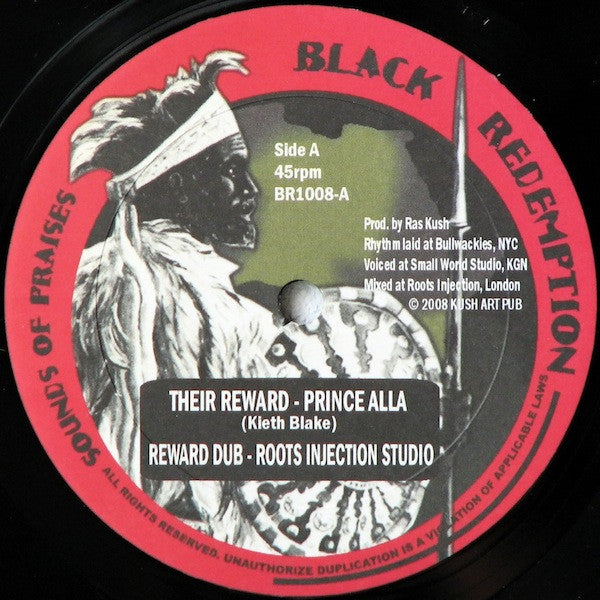 BLACK REDEMPTION
SOUNDS OF PRAISES
Side A
45rpm
BR1008-A
Prod. by Ras Kush
Rhythm laid at Bullwackies, NYC
Voiced at Small World Studio, KGN
Mixed at Roots Injection, London
© 2008 KUSH ART PUB
THEIR REWARD - PRINCE ALLA
(Kieth Blake)
REWARD DUB - ROOTS INJECTION STUDIO
ALL RIGHTS RESERVED. UNAUTHORIZE DUPLICATION IS A VIOLATION OF APPLICABLE LAWS